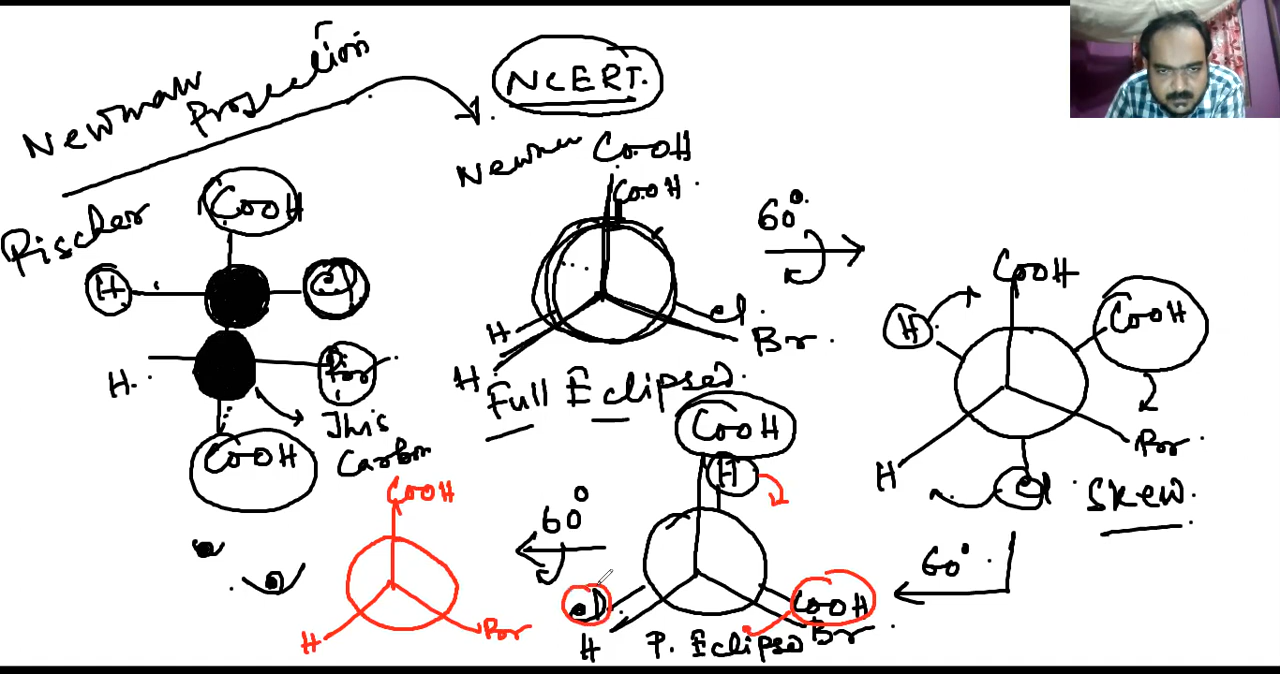 Newman
Projection
NCERT.
Newman
COOH
COOH.
60°
Fischer
COOH
H
Cl
H.
Br
This
Carbon
COOH
H
Cl.
H.
Br.
Full Eclipsed.
COOH
H
COOH
H
Br.
Cl
Skew.
60°
COOH
H
Cl
COOH
H
Br.
P. Eclipsed
60°
COOH
H
Br